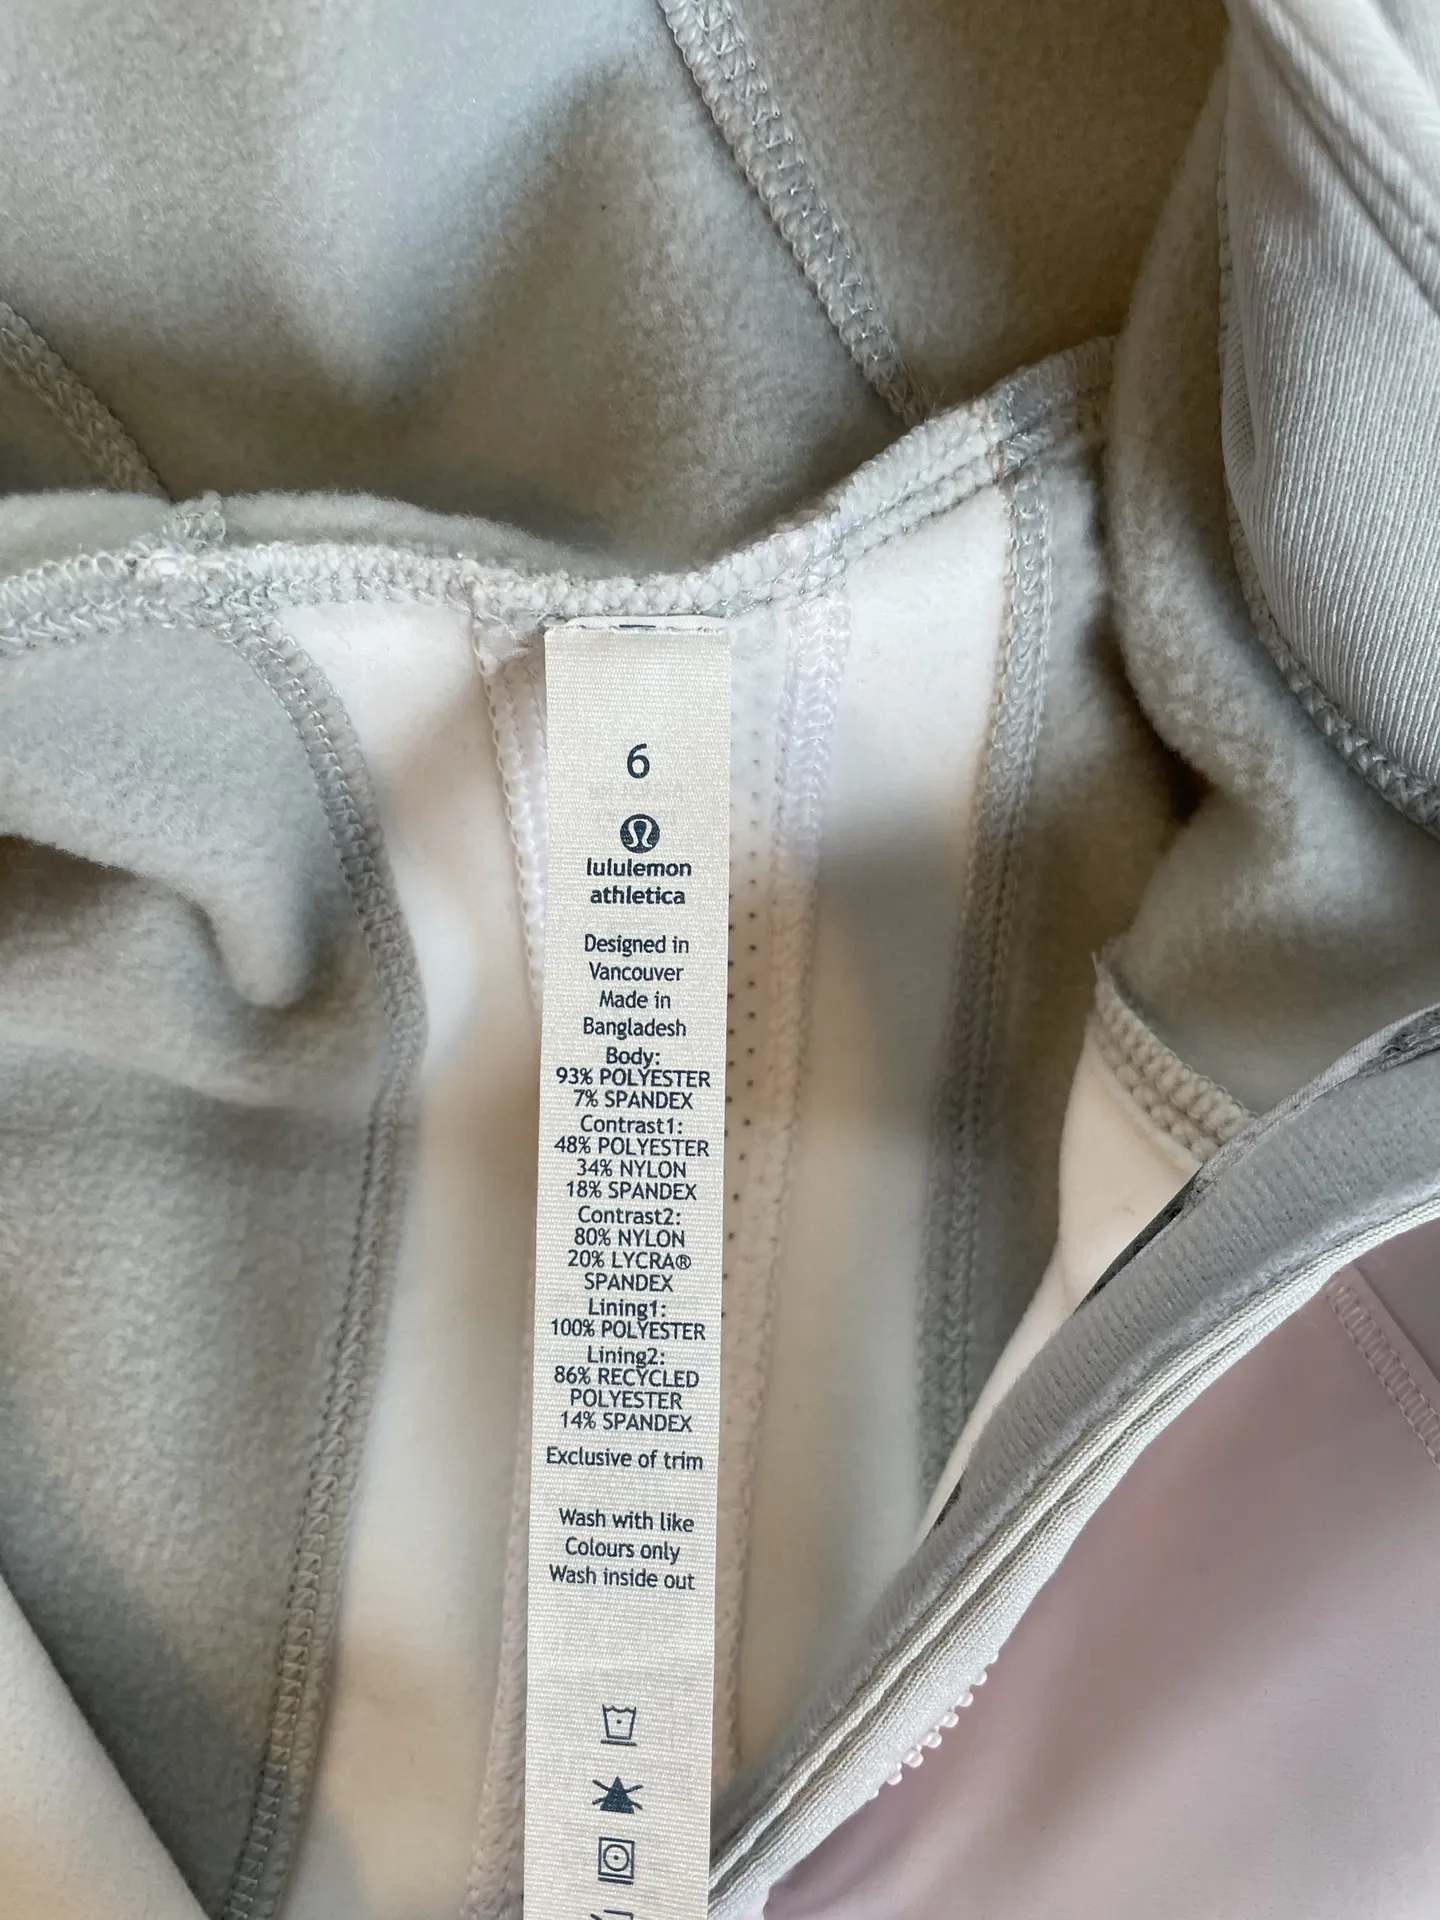 6
lululemon
athletica
Designed in
Vancouver
Made in
Bangladesh
Body:
93% POLYESTER
7% SPANDEX
Contrast1:
48% POLYESTER
34% NYLON
18% SPANDEX
Contrast2:
80% NYLON
20% LYCRA®
SPANDEX
Lining1:
100% POLYESTER
Lining2:
86% RECYCLED
POLYESTER
14% SPANDEX
Exclusive of trim
Wash with like
Colours only
Wash inside out